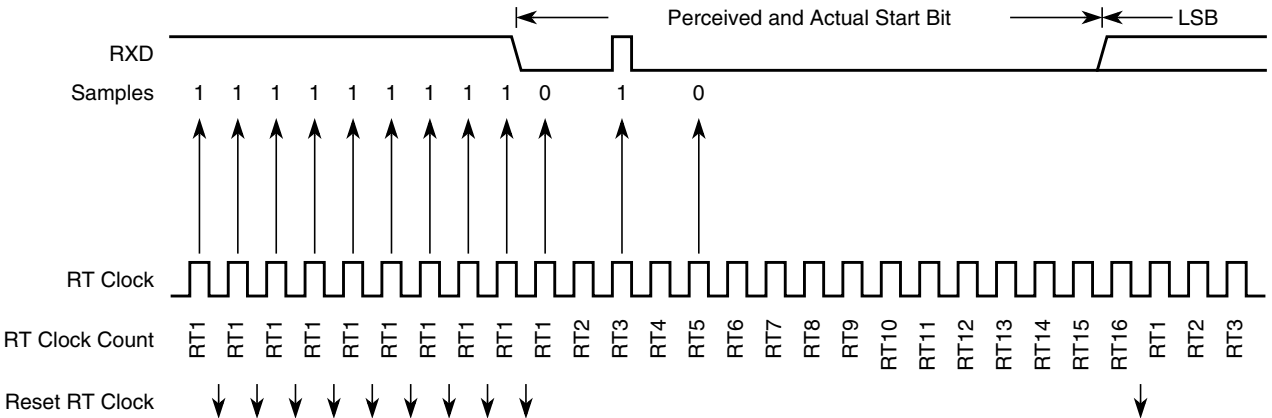 Perceived and Actual Start Bit LSB
RXD
Samples 1 1 1 1 1 1 1 1 1 0 1 0
RT Clock
RT Clock Count RT1 RT1 RT1 RT1 RT1 RT1 RT1 RT1 RT1 RT1 RT2 RT3 RT4 RT5 RT6 RT7 RT8 RT9 RT10 RT11 RT12 RT13 RT14 RT15 RT16 RT1 RT2 RT3
Reset RT Clock